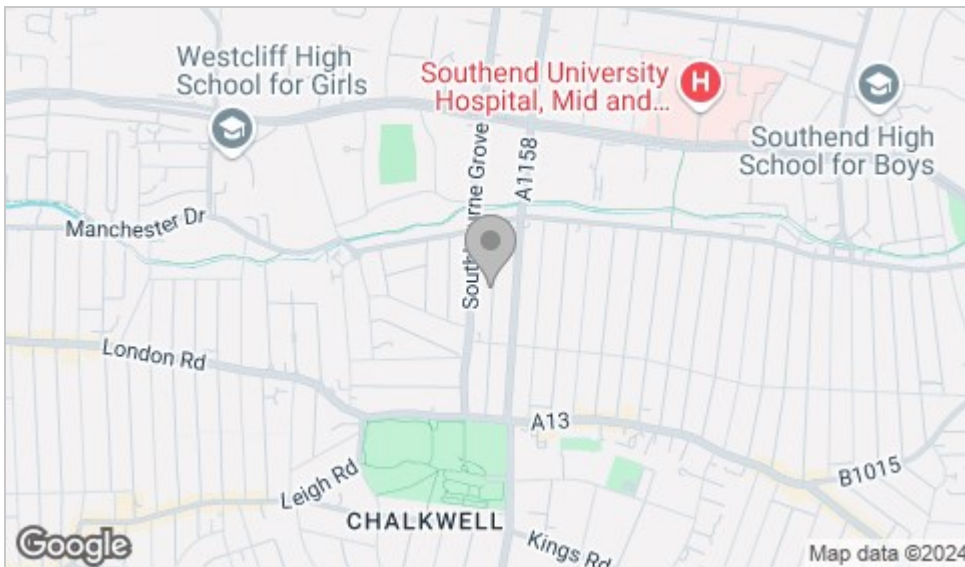 Westcliff High
School for Girls
Southend University
Hospital, Mid and...
H
Southend High
School for Boys
A1158
Manchester Dr
London Rd
A13
B1015
Leigh Rd
CHALKWELL
Kings Rd
Google
Map data ©2024